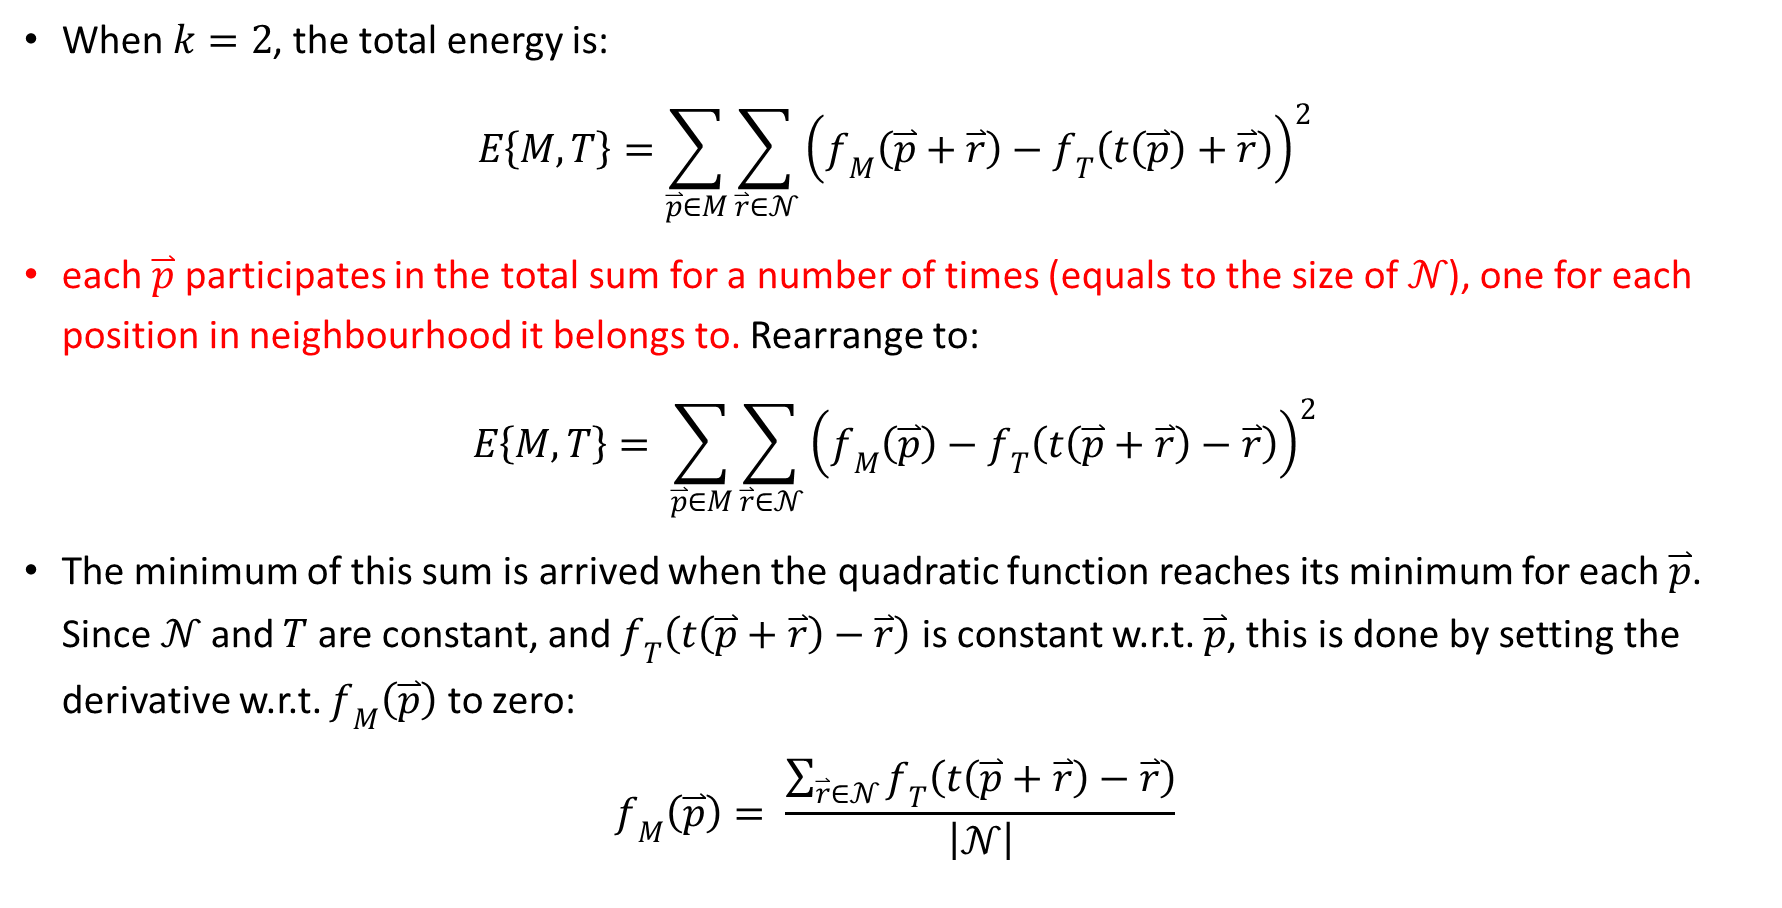 • When 𝑘 = 2, the total energy is:
𝐸{𝑀, 𝑇} = ∑_{𝑝⃗∈𝑀} ∑_{𝑟⃗∈𝒩} (𝑓_𝑀(𝑝⃗ + 𝑟⃗) − 𝑓_𝑇(𝑡(𝑝⃗) + 𝑟⃗))²
• each 𝑝⃗ participates in the total sum for a number of times (equals to the size of 𝒩), one for each
position in neighbourhood it belongs to. Rearrange to:
𝐸{𝑀, 𝑇} = ∑_{𝑝⃗∈𝑀} ∑_{𝑟⃗∈𝒩} (𝑓_𝑀(𝑝⃗) − 𝑓_𝑇(𝑡(𝑝⃗ + 𝑟⃗) − 𝑟⃗))²
• The minimum of this sum is arrived when the quadratic function reaches its minimum for each 𝑝⃗.
Since 𝒩 and 𝑇 are constant, and 𝑓_𝑇(𝑡(𝑝⃗ + 𝑟⃗) − 𝑟⃗) is constant w.r.t. 𝑝⃗, this is done by setting the
derivative w.r.t. 𝑓_𝑀(𝑝⃗) to zero:
𝑓_𝑀(𝑝⃗) = ∑_{𝑟⃗∈𝒩} 𝑓_𝑇(𝑡(𝑝⃗ + 𝑟⃗) − 𝑟⃗) / |𝒩|